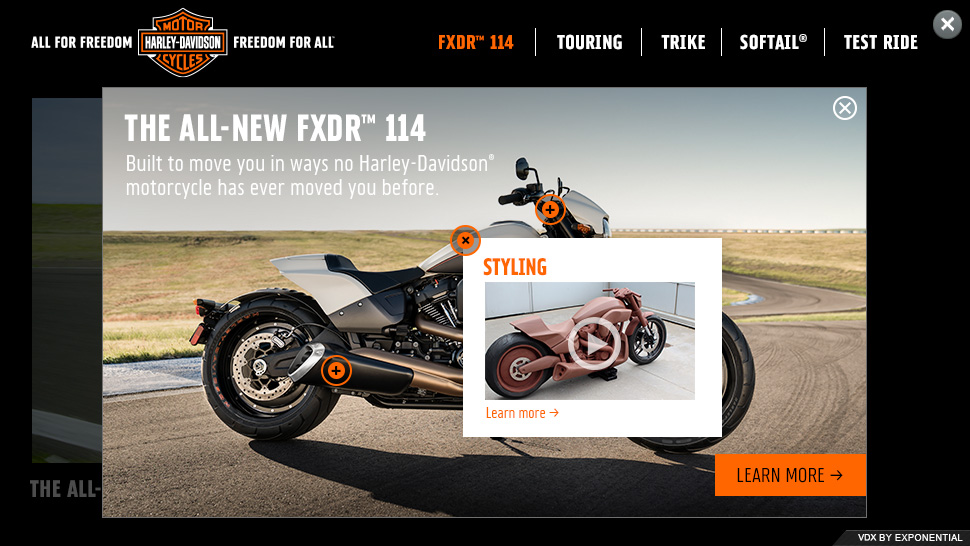 ALL FOR FREEDOM
MOTOR
HARLEY-DAVIDSON
CYCLES
FREEDOM FOR ALL™
FXDR™ 114
TOURING
TRIKE
SOFTAIL®
TEST RIDE
THE ALL-NEW FXDR™ 114
Built to move you in ways no Harley-Davidson®
motorcycle has ever moved you before.
STYLING
Learn more →
LEARN MORE →
THE ALL-
VDX BY EXPONENTIAL